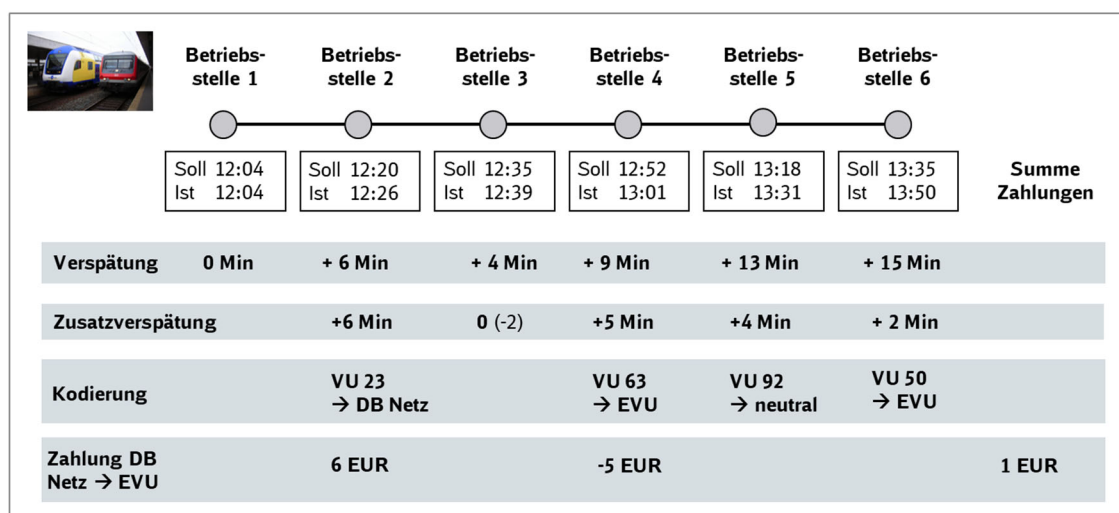 Betriebs-
stelle 1
Betriebs-
stelle 2
Betriebs-
stelle 3
Betriebs-
stelle 4
Betriebs-
stelle 5
Betriebs-
stelle 6
Soll 12:04
Ist 12:04
Soll 12:20
Ist 12:26
Soll 12:35
Ist 12:39
Soll 12:52
Ist 13:01
Soll 13:18
Ist 13:31
Soll 13:35
Ist 13:50
Summe
Zahlungen
Verspätung 0 Min + 6 Min + 4 Min + 9 Min + 13 Min + 15 Min
Zusatzverspätung +6 Min 0 (-2) +5 Min +4 Min + 2 Min
Kodierung
VU 23
→ DB Netz
VU 63
→ EVU
VU 92
→ neutral
VU 50
→ EVU
Zahlung DB
Netz → EVU
6 EUR -5 EUR 1 EUR